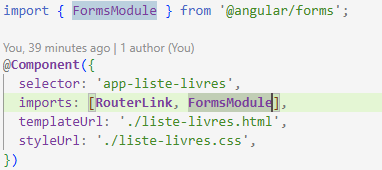 import { FormsModule } from '@angular/forms';
You, 39 minutes ago | 1 author (You)
@Component({
  selector: 'app-liste-livres',
  imports: [RouterLink, FormsModule],
  templateUrl: './liste-livres.html',
  styleUrl: './liste-livres.css',
})